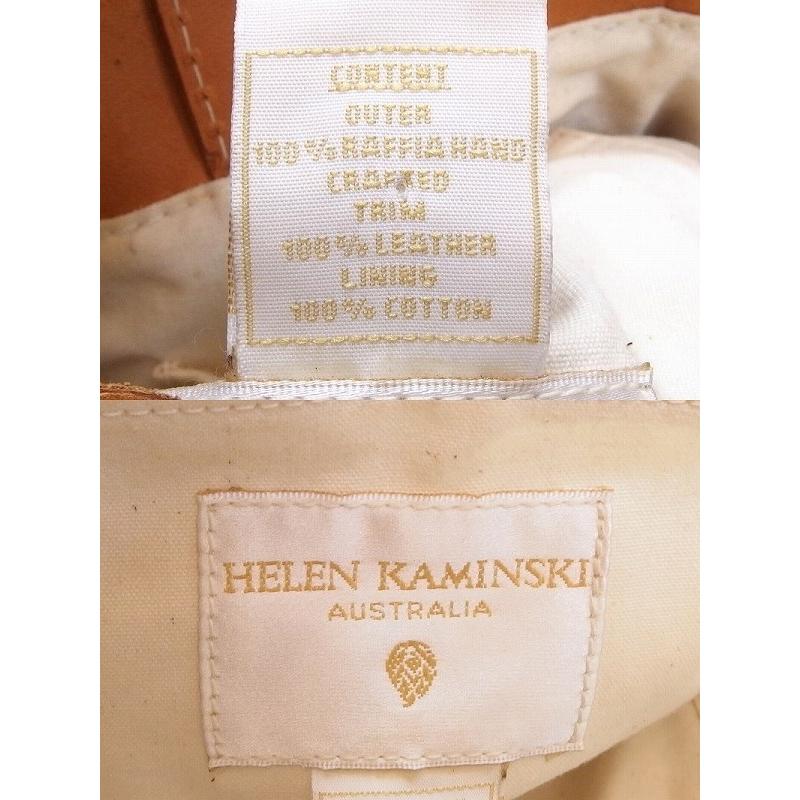 CONTENT
OUTER
100% RAFFIA HAND
CRAFTED
TRIM
100% LEATHER
LINING
100% COTTON
HELEN KAMINSKI
AUSTRALIA